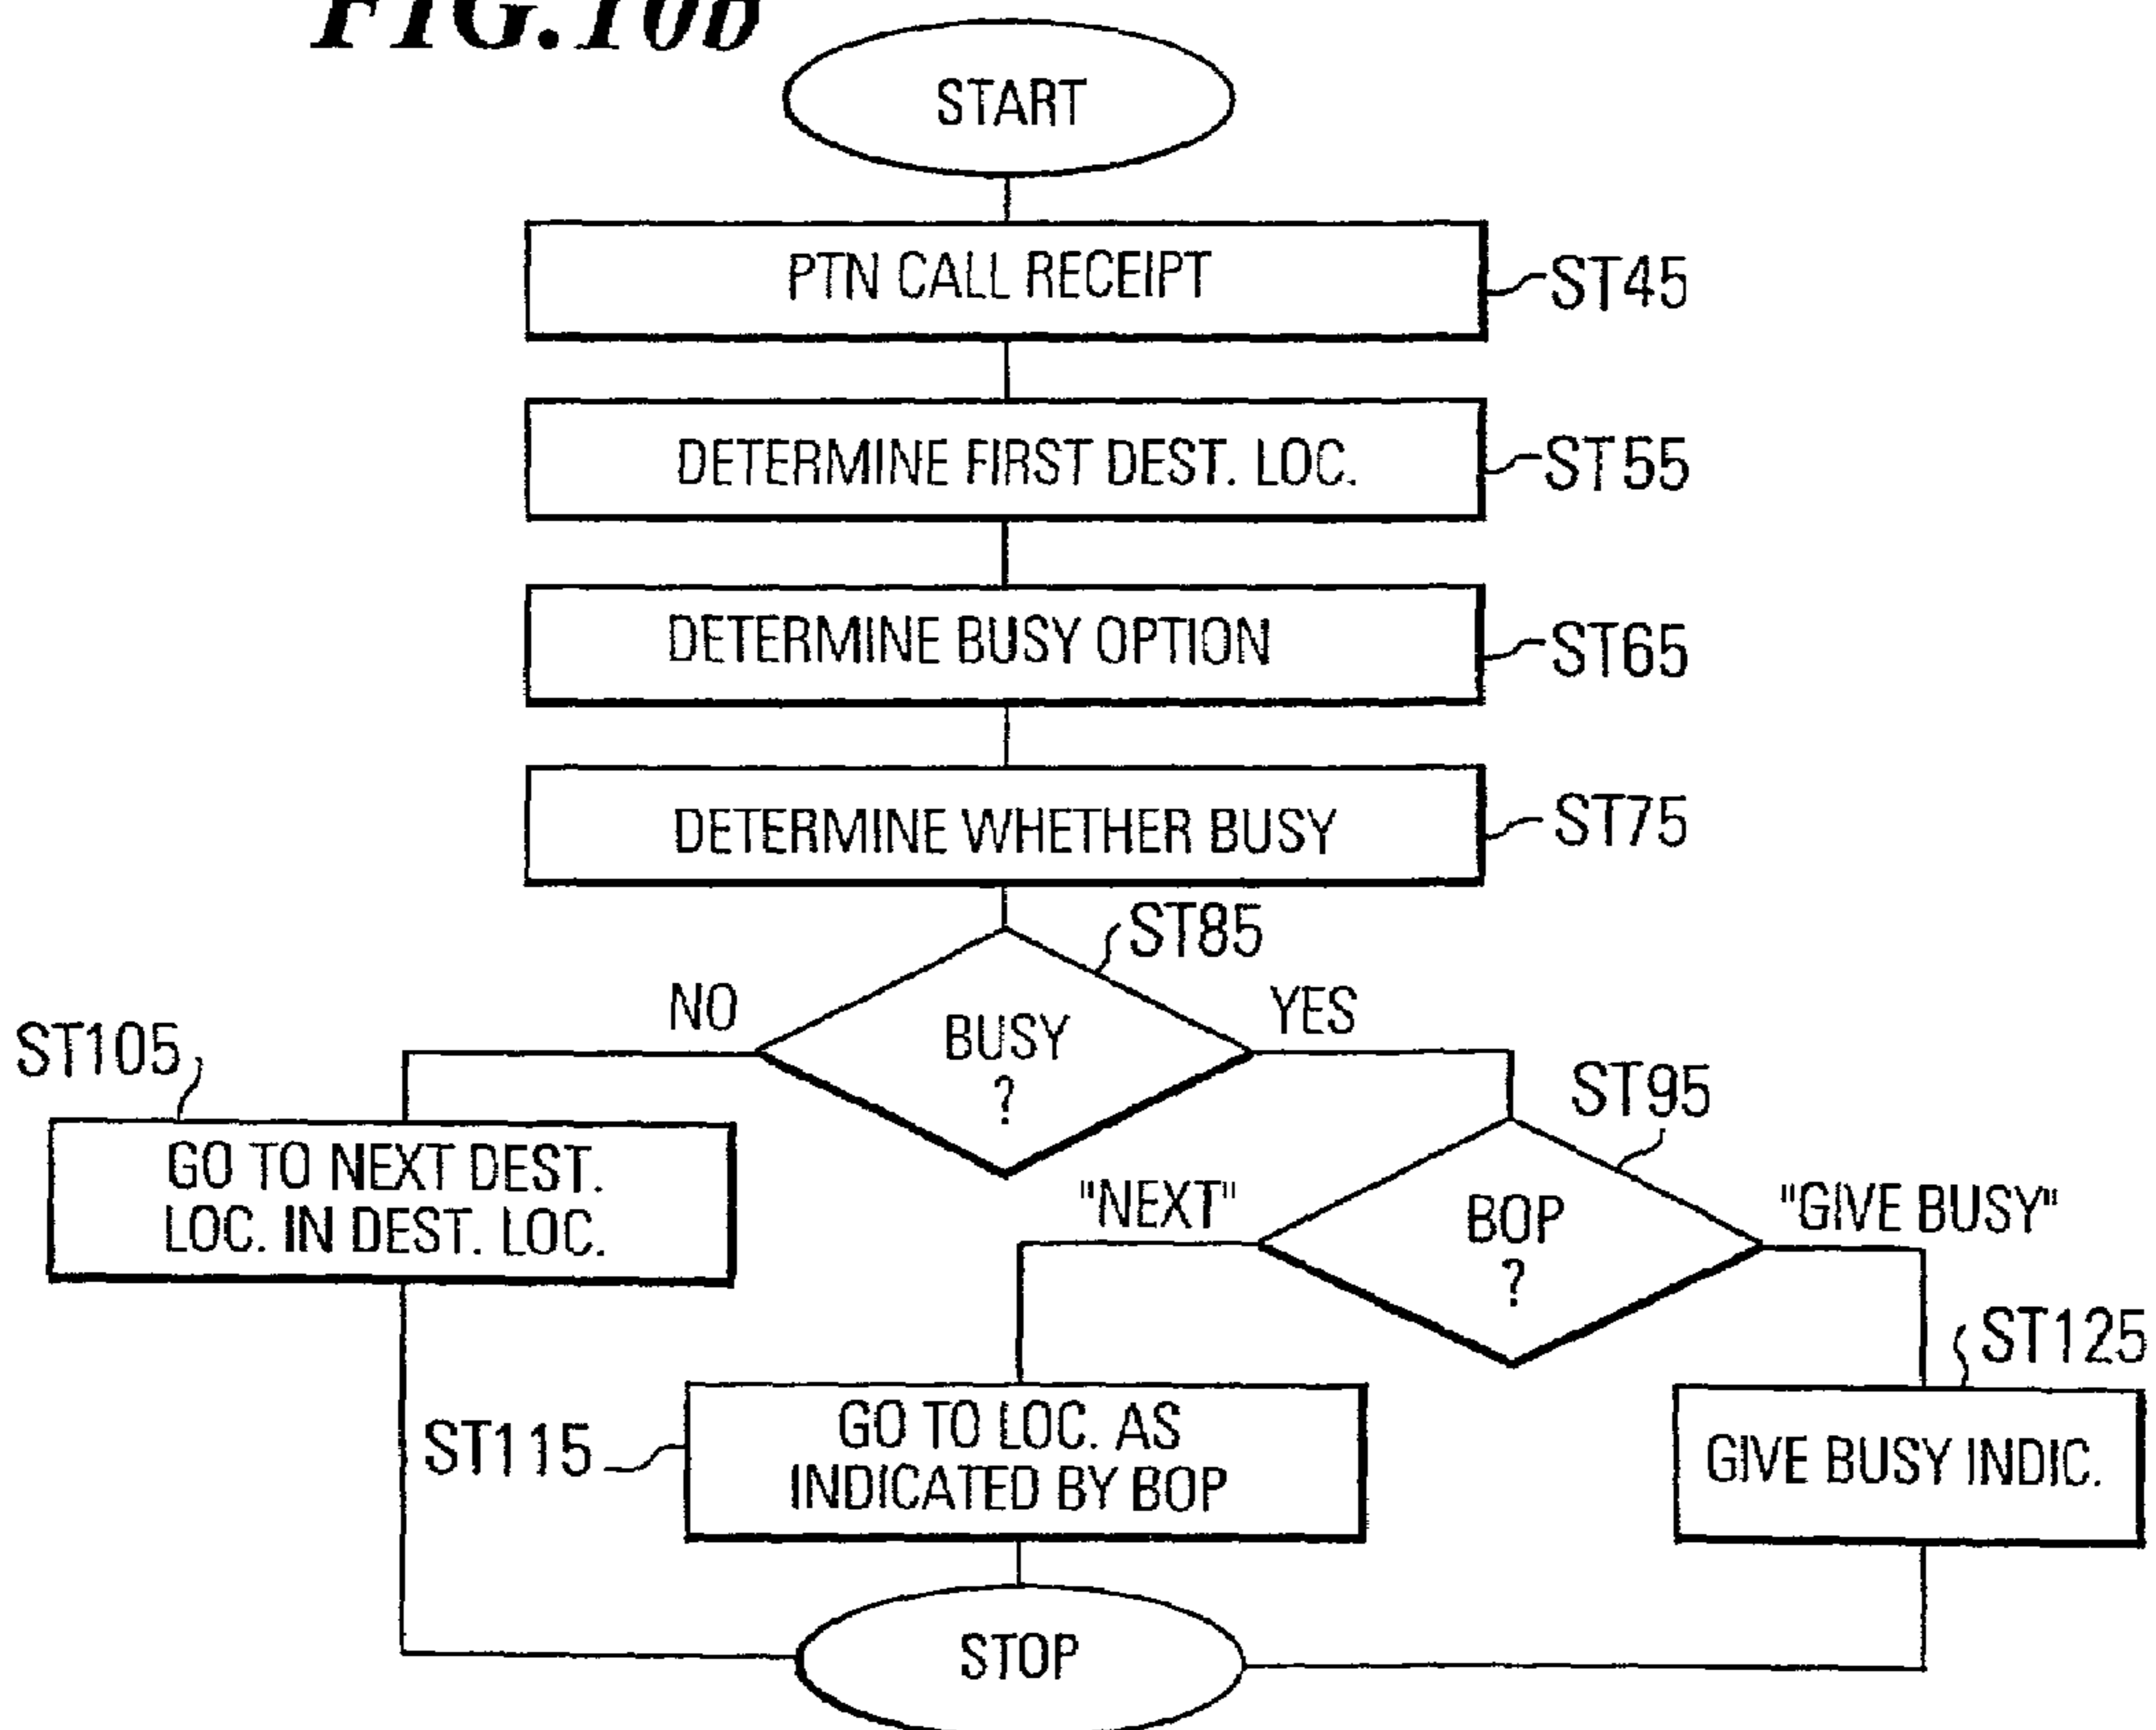 FIG.10b
START
PTN CALL RECEIPT
ST45
DETERMINE FIRST DEST. LOC.
ST55
DETERMINE BUSY OPTION
ST65
DETERMINE WHETHER BUSY
ST75
ST85
NO
BUSY
?
YES
ST105
GO TO NEXT DEST.
LOC. IN DEST. LOC.
ST95
"NEXT"
BOP
?
"GIVE BUSY"
ST115
GO TO LOC. AS
INDICATED BY BOP
ST125
GIVE BUSY INDIC.
STOP